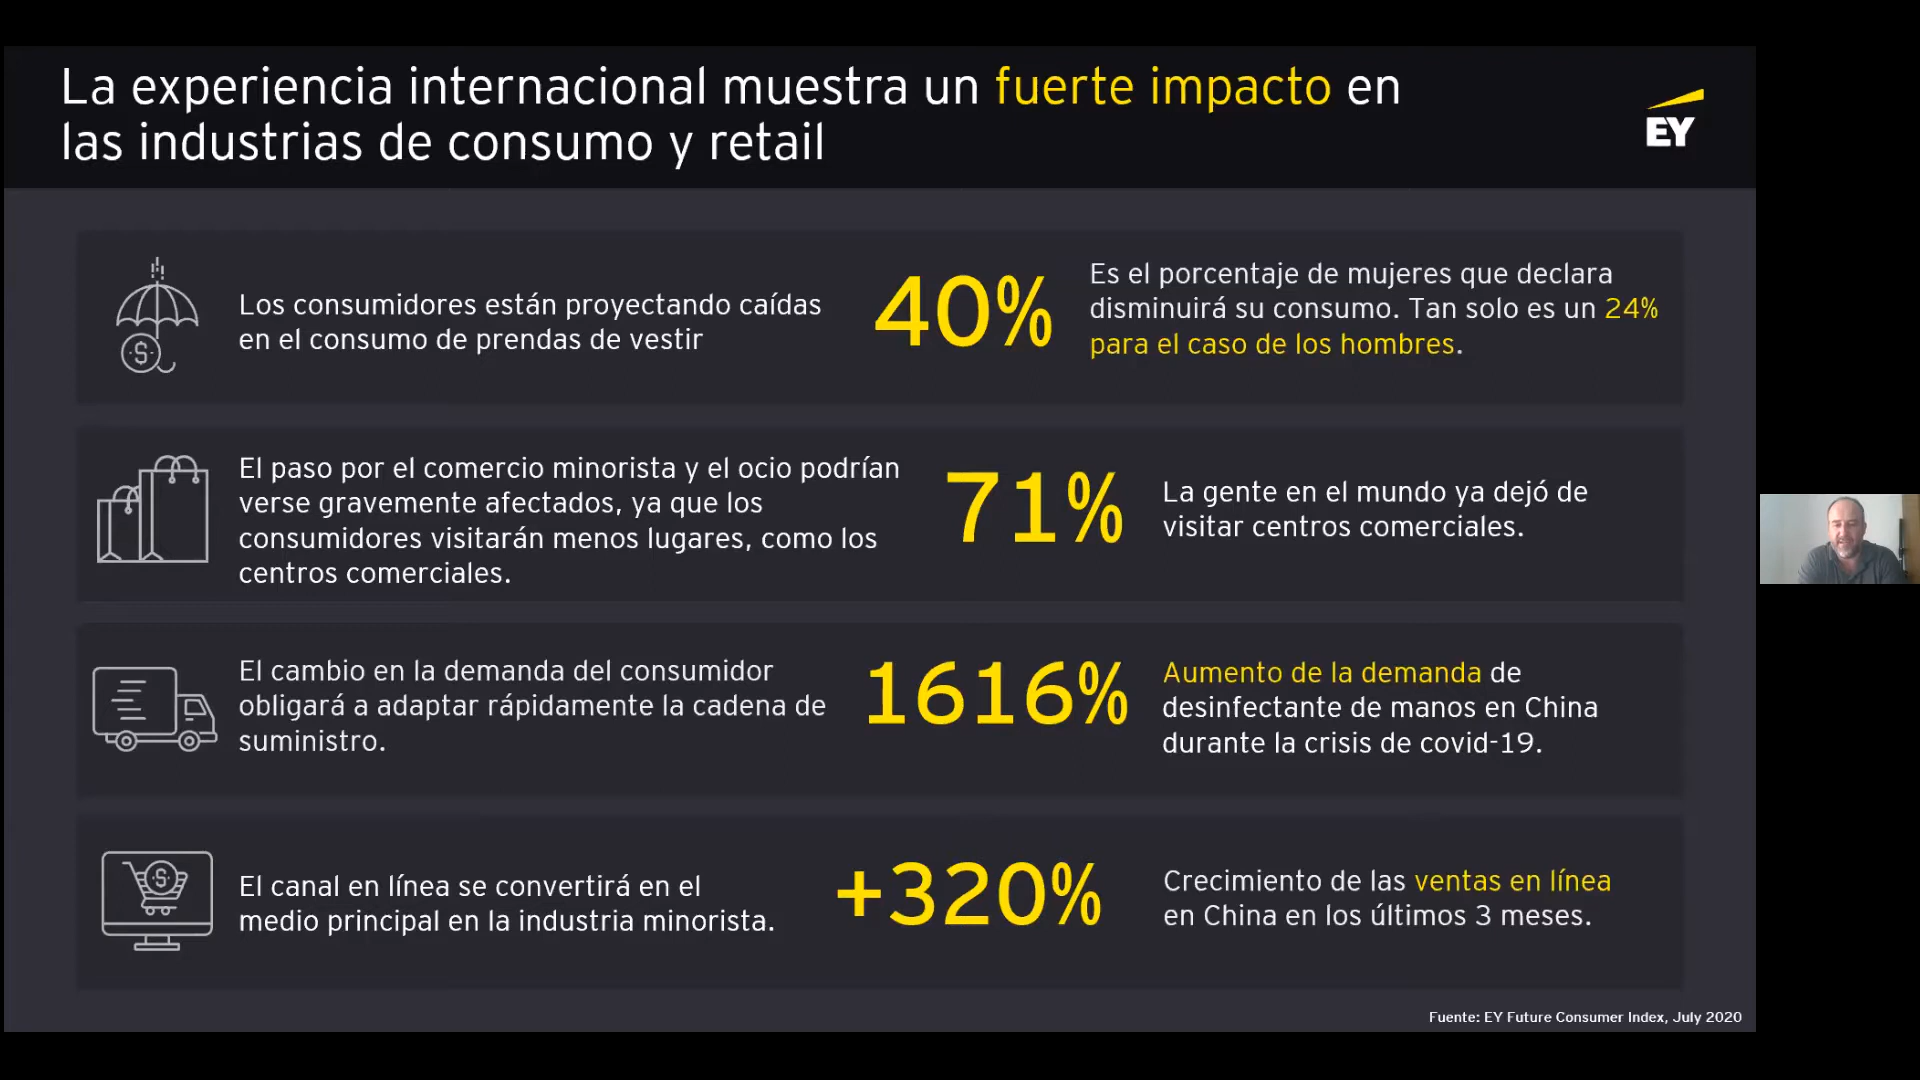 La experiencia internacional muestra un fuerte impacto en
las industrias de consumo y retail
EY
Los consumidores están proyectando caídas
en el consumo de prendas de vestir
40%
Es el porcentaje de mujeres que declara
disminuirá su consumo. Tan solo es un 24%
para el caso de los hombres.
El paso por el comercio minorista y el ocio podrían
verse gravemente afectados, ya que los
consumidores visitarán menos lugares, como los
centros comerciales.
71%
La gente en el mundo ya dejó de
visitar centros comerciales.
El cambio en la demanda del consumidor
obligará a adaptar rápidamente la cadena de
suministro.
1616%
Aumento de la demanda de
desinfectante de manos en China
durante la crisis de covid-19.
El canal en línea se convertirá en el
medio principal en la industria minorista.
+320%
Crecimiento de las ventas en línea
en China en los últimos 3 meses.
Fuente: EY Future Consumer Index, July 2020